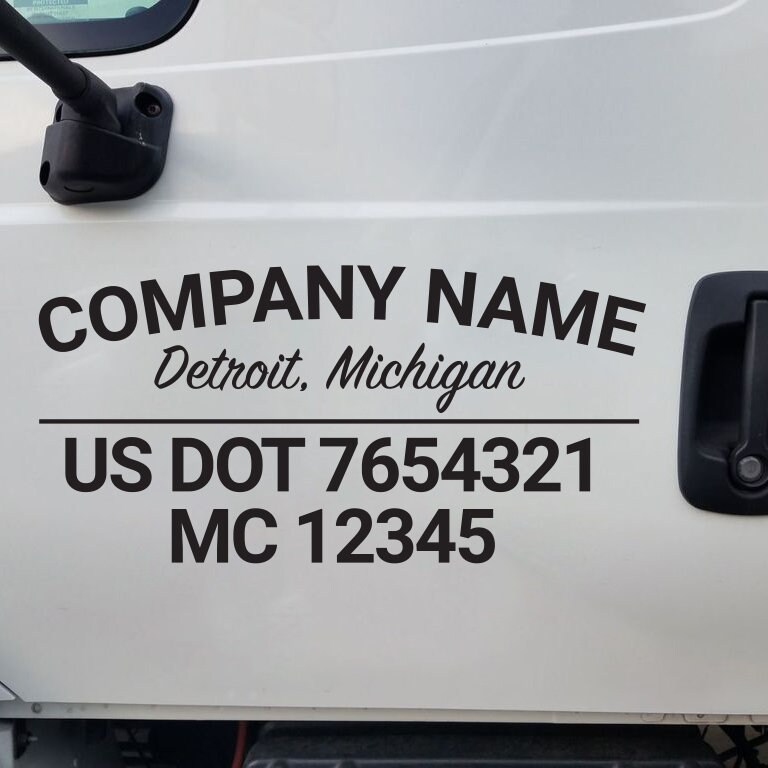 COMPANY NAME
Detroit, Michigan
US DOT 7654321
MC 12345